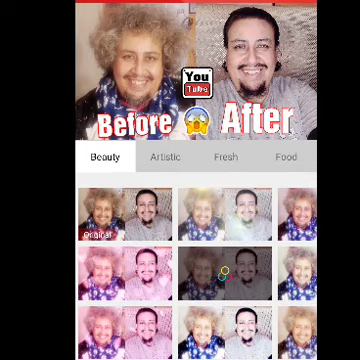 You
Tube
Before
After
Beauty
Artistic
Fresh
Food
Original